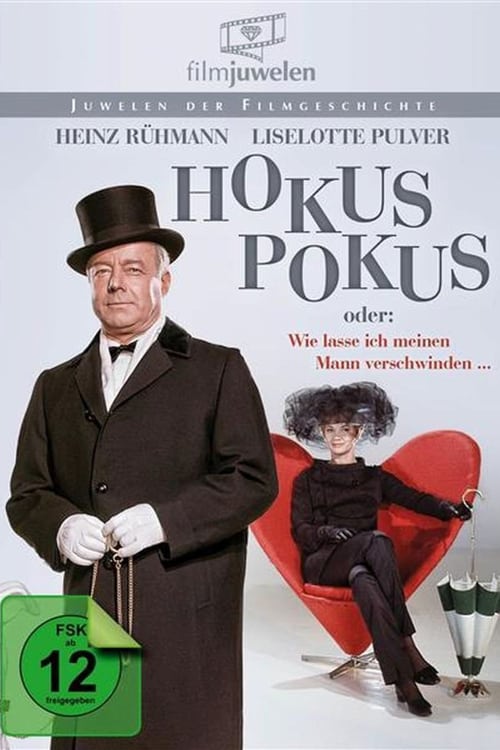 filmjuwelen
JUWELEN DER FILMGESCHICHTE
HEINZ RÜHMANN LISELOTTE PULVER
HOKUS
POKUS
oder:
Wie lasse ich meinen
Mann verschwinden ...
FSK
ab
12
freigegeben